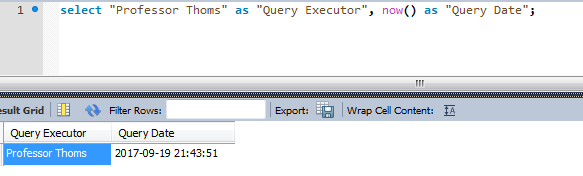 1 select "Professor Thoms" as "Query Executor", now() as "Query Date";
esult Grid Filter Rows: Export: Wrap Cell Content: IA
Query Executor Query Date
Professor Thoms 2017-09-19 21:43:51